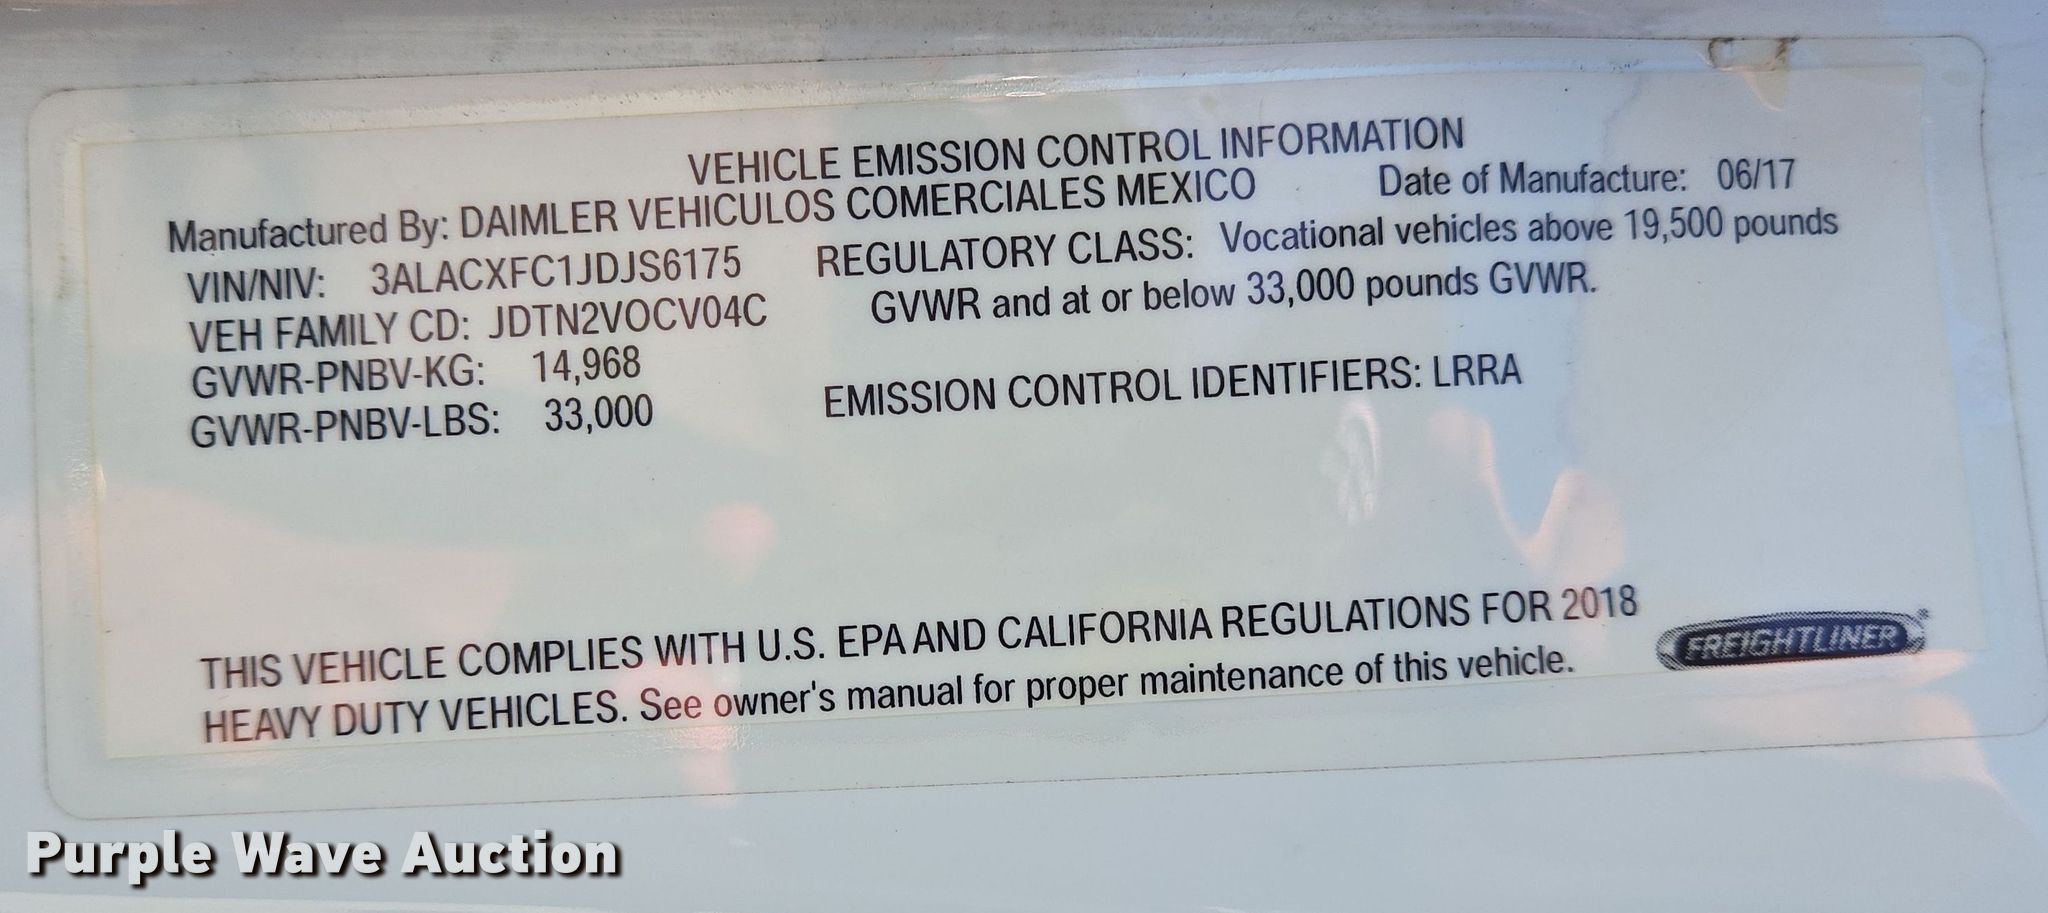 VEHICLE EMISSION CONTROL INFORMATION
Manufactured By: DAIMLER VEHICULOS COMERCIALES MEXICO Date of Manufacture: 06/17
VIN/NIV: 3ALACXFC1JDJS6175 REGULATORY CLASS: Vocational vehicles above 19,500 pounds
VEH FAMILY CD: JDTN2VOCV04C GVWR and at or below 33,000 pounds GVWR.
GVWR-PNBV-KG: 14,968
GVWR-PNBV-LBS: 33,000 EMISSION CONTROL IDENTIFIERS: LRRA
THIS VEHICLE COMPLIES WITH U.S. EPA AND CALIFORNIA REGULATIONS FOR 2018
HEAVY DUTY VEHICLES. See owner's manual for proper maintenance of this vehicle.
FREIGHTLINER
Purple Wave Auction